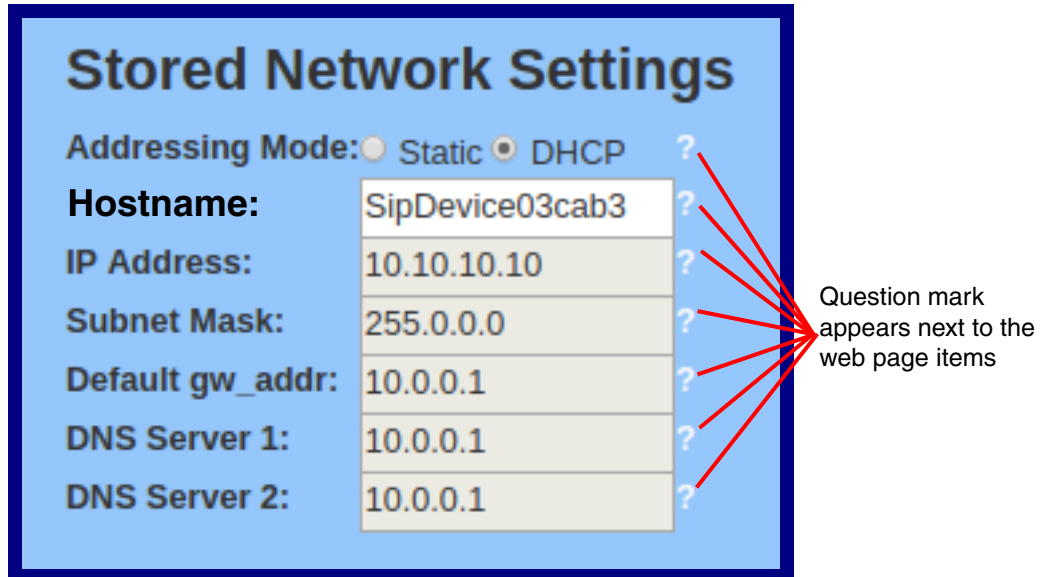 Stored Network Settings
Addressing Mode: Static DHCP ?
Hostname: SipDevice03cab3 ?
IP Address: 10.10.10.10 ?
Subnet Mask: 255.0.0.0 ?
Default gw_addr: 10.0.0.1 ?
DNS Server 1: 10.0.0.1 ?
DNS Server 2: 10.0.0.1 ?
Question mark
appears next to the
web page items